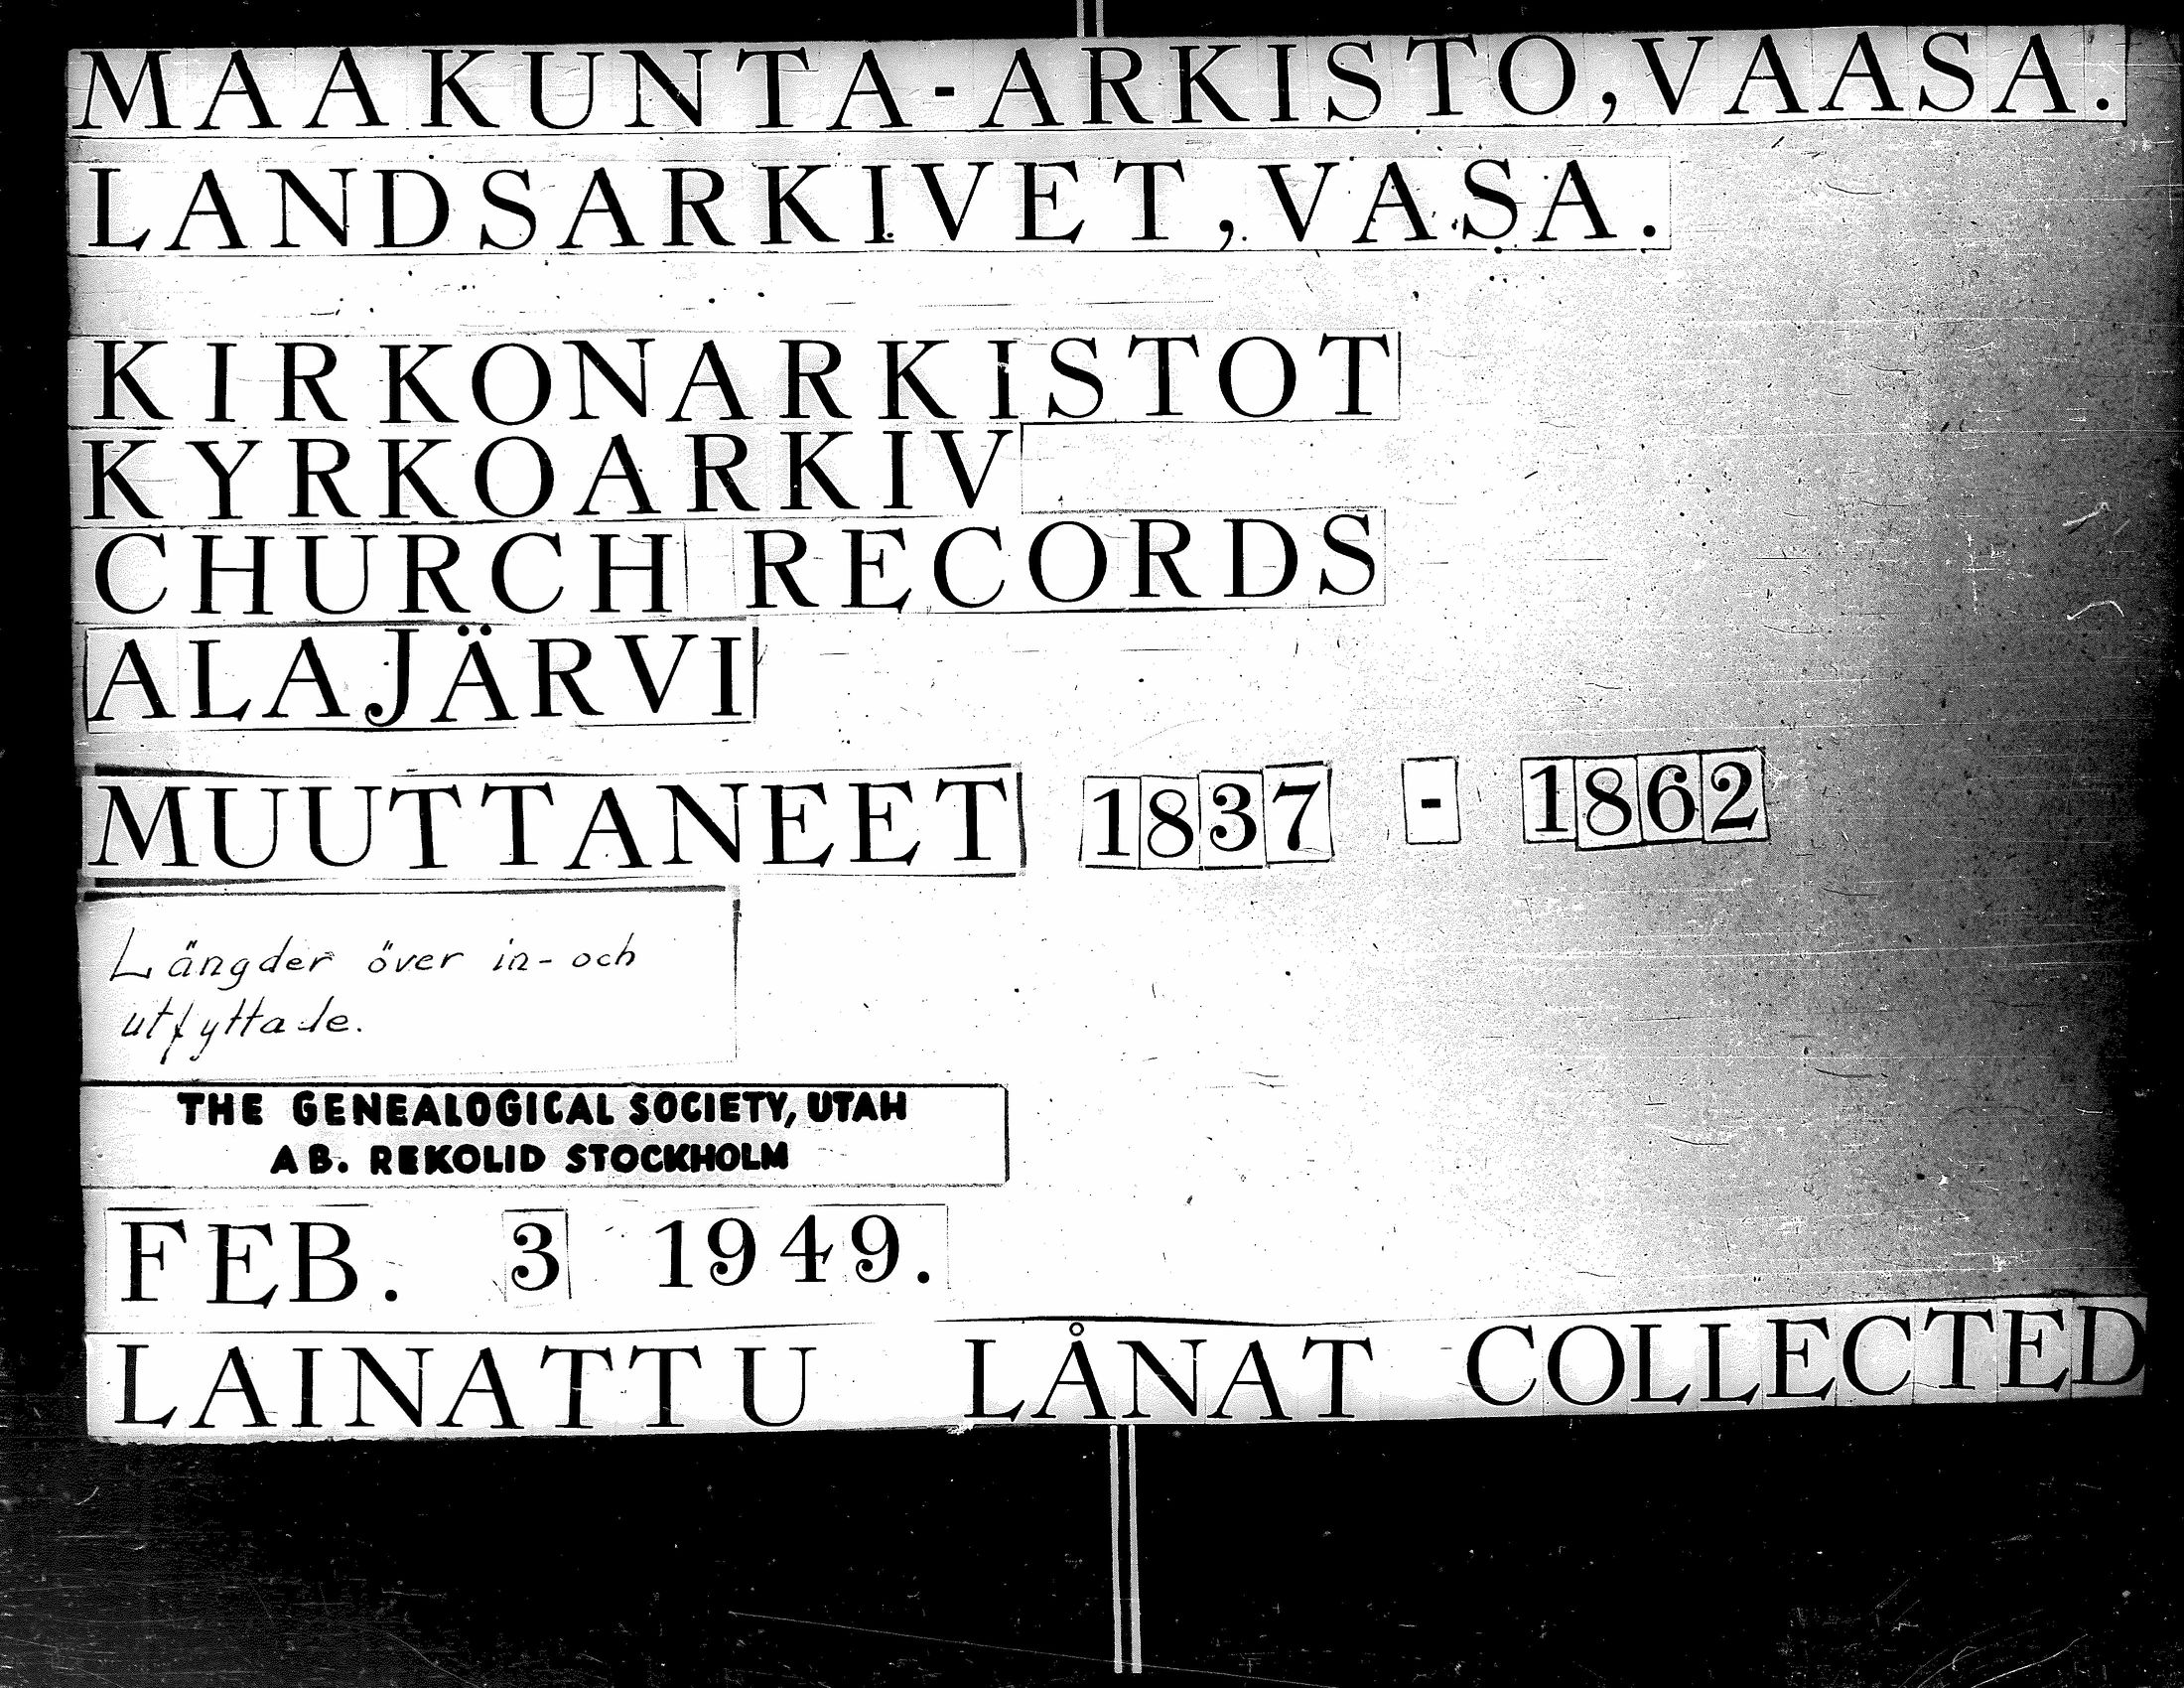 MAAKUNTA-ARKISTO, VAASA.
LANDSARKIVET, VASA.
KIRKONARKISTOT
KYRKOARKIV
CHURCH RECORDS
ALAJÄRVI
MUUTTANEET 1837 - 1862
Längder över in- och
utfyttade.
THE GENEALOGICAL SOCIETY, UTAH
AB. REKOLID STOCKHOLM
FEB. 3 1949.
LAINATTU LÅNAT COLLECTED